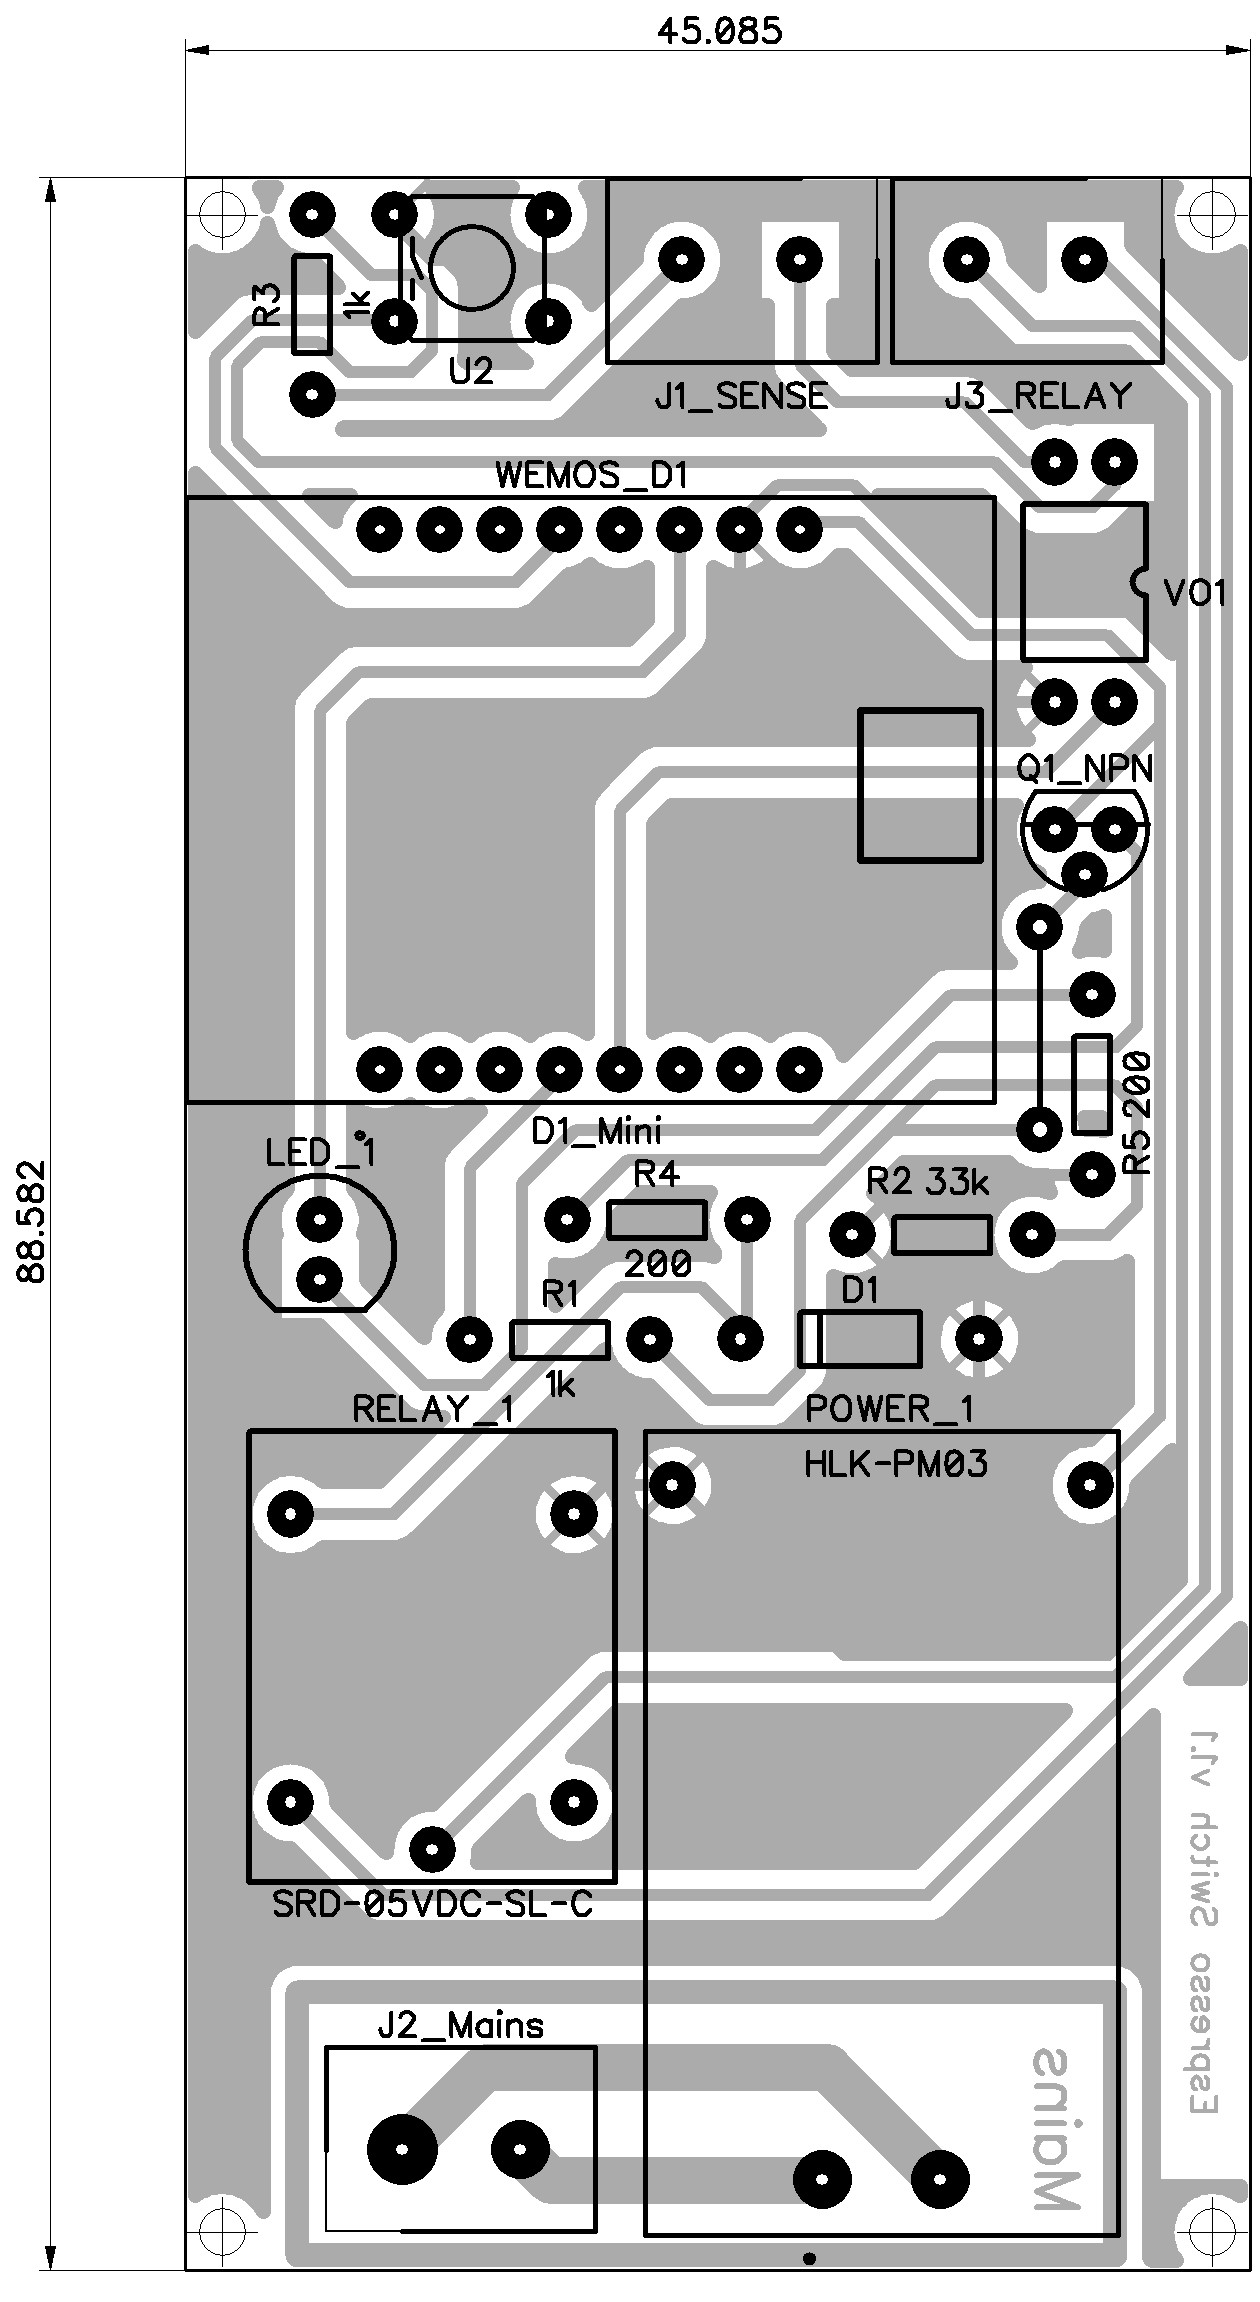 45.085
88.582
R3
1k
U2
J1_SENSE
J3_RELAY
WEMOS_D1
VO1
Q1_NPN
D1_Mini
LED_1
R4
200
R5 200
R2 33k
R1
1k
D1
RELAY_1
POWER_1
HLK-PM03
SRD-05VDC-SL-C
J2_Mains
Mains
Espresso Switch v1.1